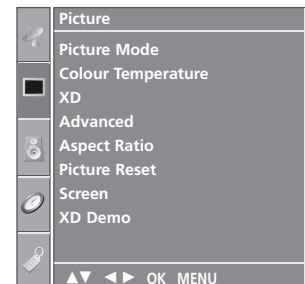 Picture
Picture Mode
Colour Temperature
XD
Advanced
Aspect Ratio
Picture Reset
Screen
XD Demo
▲▼ ◄► OK MENU